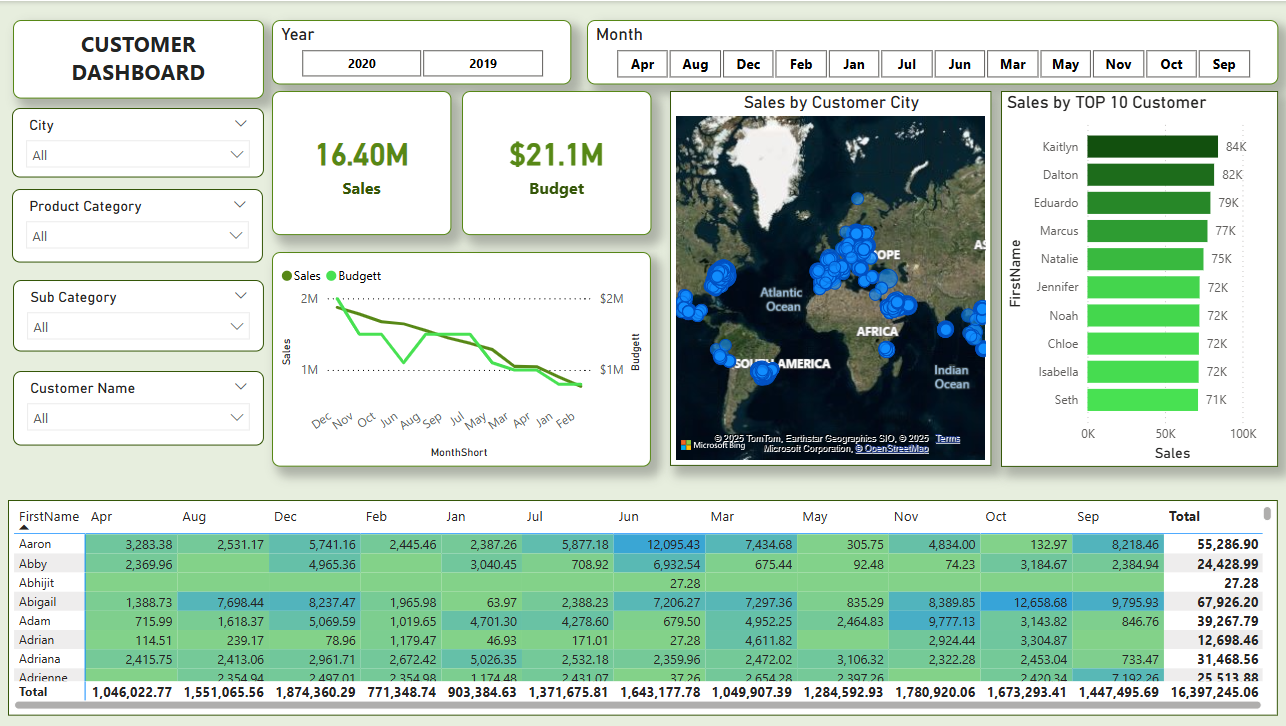 CUSTOMER
DASHBOARD
Year
2020 2019
Month
Apr Aug Dec Feb Jan Jul Jun Mar May Nov Oct Sep
City
All
Product Category
All
Sub Category
All
Customer Name
All
16.40M
Sales
$21.1M
Budget
Sales Budgett
2M $2M
1M $1M
Sales
Budgett
Dec Nov Oct Jun Aug Sep Jul May Mar Apr Jan Feb
MonthShort
Sales by Customer City
OPE
AS
Atlantic
Ocean
AFRICA
SOUTH AMERICA
Indian
Ocean
Microsoft Bing
© 2025 TomTom, Earthstar Geographics SIO, © 2025 Terms
Microsoft Corporation, © OpenStreetMap
Sales by TOP 10 Customer
FirstName
Kaitlyn 84K
Dalton 82K
Eduardo 79K
Marcus 77K
Natalie 75K
Jennifer 72K
Noah 72K
Chloe 72K
Isabella 72K
Seth 71K
0K 50K 100K
Sales
FirstName Apr Aug Dec Feb Jan Jul Jun Mar May Nov Oct Sep Total
Aaron 3,283.38 2,531.17 5,741.16 2,445.46 2,387.26 5,877.18 12,095.43 7,434.68 305.75 4,834.00 132.97 8,218.46 55,286.90
Abby 2,369.96 4,965.36 3,040.45 708.92 6,932.54 675.44 92.48 74.23 3,184.67 2,384.94 24,428.99
Abhijit 27.28 27.28
Abigail 1,388.73 7,698.44 8,237.47 1,965.98 63.97 2,388.23 7,206.27 7,297.36 835.29 8,389.85 12,658.68 9,795.93 67,926.20
Adam 715.99 1,618.37 5,069.59 1,019.65 4,701.30 4,278.60 679.50 4,952.25 2,464.83 9,777.13 3,143.82 846.76 39,267.79
Adrian 114.51 239.17 78.96 1,179.47 46.93 171.01 27.28 4,611.82 2,924.44 3,304.87 12,698.46
Adriana 2,415.75 2,413.06 2,961.71 2,672.42 5,026.35 2,532.18 2,359.96 2,472.02 3,106.32 2,322.28 2,453.04 733.47 31,468.56
Adrienne 2,354.94 2,497.01 2,354.98 1,174.48 2,431.07 37.26 2,654.28 2,397.26 2,420.34 7,192.26 25,513.88
Total 1,046,022.77 1,551,065.56 1,874,360.29 771,348.74 903,384.63 1,371,675.81 1,643,177.78 1,049,907.39 1,284,592.93 1,780,920.06 1,673,293.41 1,447,495.69 16,397,245.06